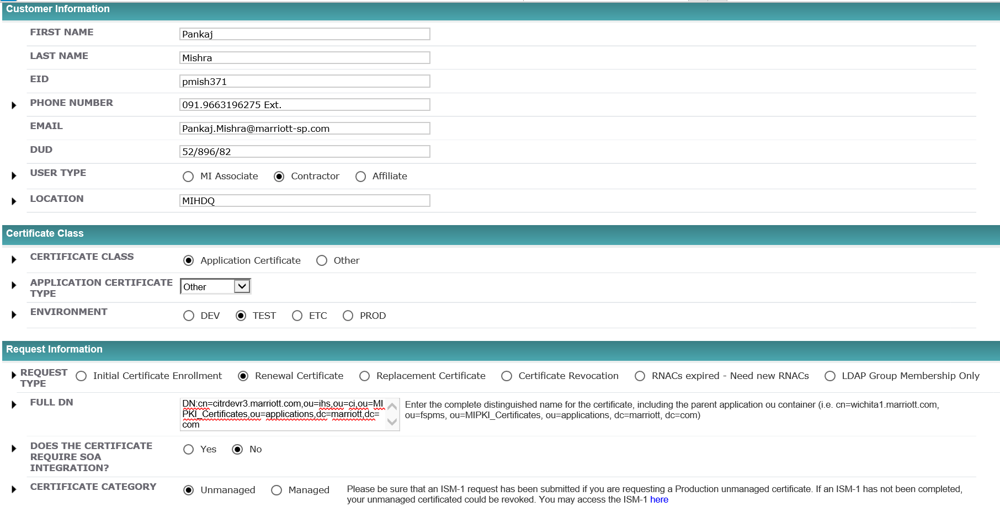 Customer Information
FIRST NAME Pankaj
LAST NAME Mishra
EID pmish371
PHONE NUMBER 091.9663196275 Ext.
EMAIL Pankaj.Mishra@marriott-sp.com
DUD 52/896/82
USER TYPE MI Associate Contractor Affiliate
LOCATION MIHDQ
Certificate Class
CERTIFICATE CLASS Application Certificate Other
APPLICATION CERTIFICATE
TYPE
Other
ENVIRONMENT DEV TEST ETC PROD
Request Information
REQUEST
TYPE
Initial Certificate Enrollment Renewal Certificate Replacement Certificate Certificate Revocation RNACs expired - Need new RNACs LDAP Group Membership Only
FULL DN
DN:cn=citrdevr3.marriott.com,ou=ihs,ou=ci,ou=MI
PKI_Certificates,ou=applications,dc=marriott,dc=
com
Enter the complete distinguished name for the certificate, including the parent application ou container (i.e. cn=wichita1.marriott.com,
ou=fspms, ou=MIPKI_Certificates, ou=applications, dc=marriott, dc=com)
DOES THE CERTIFICATE
REQUIRE SOA
INTEGRATION?
Yes No
CERTIFICATE CATEGORY Unmanaged Managed
Please be sure that an ISM-1 request has been submitted if you are requesting a Production unmanaged certificate. If an ISM-1 has not been completed,
your unmanaged certificated could be revoked. You may access the ISM-1 here